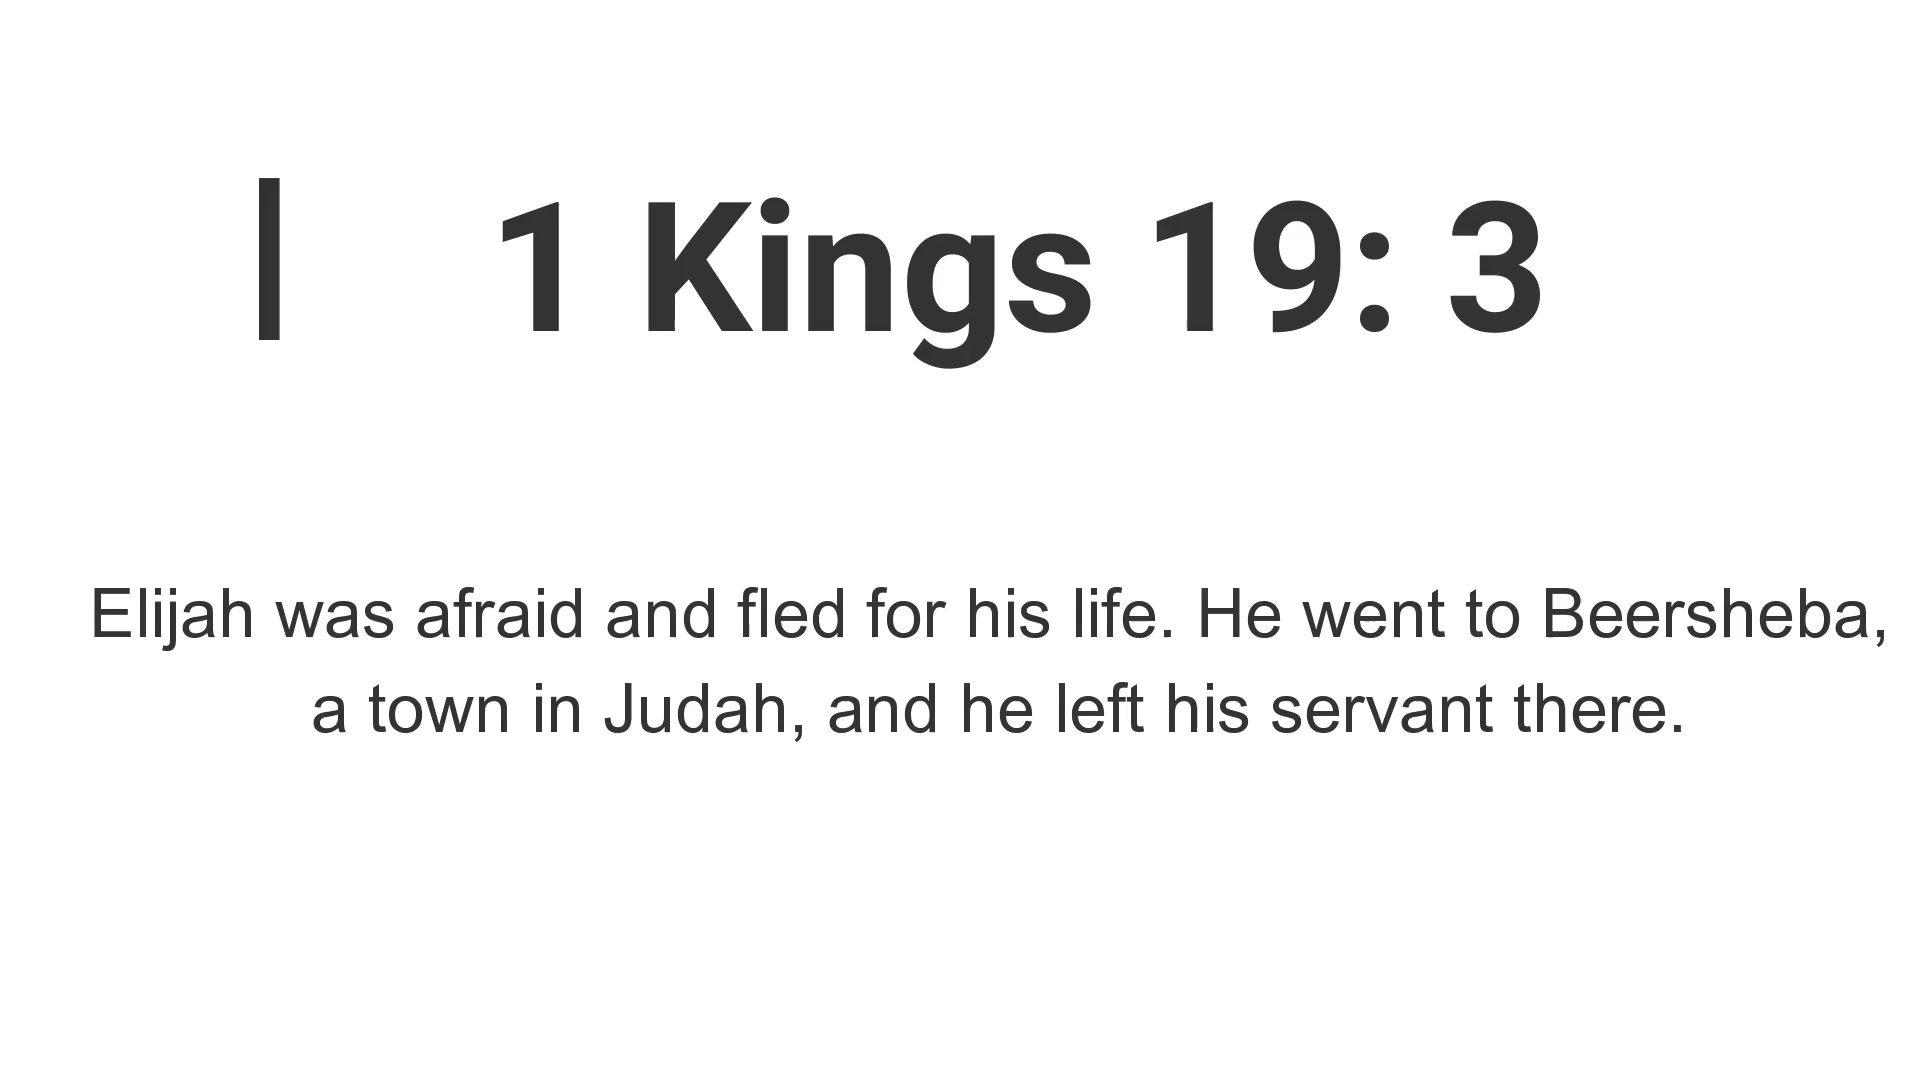 1 Kings 19: 3
Elijah was afraid and fled for his life. He went to Beersheba,
a town in Judah, and he left his servant there.